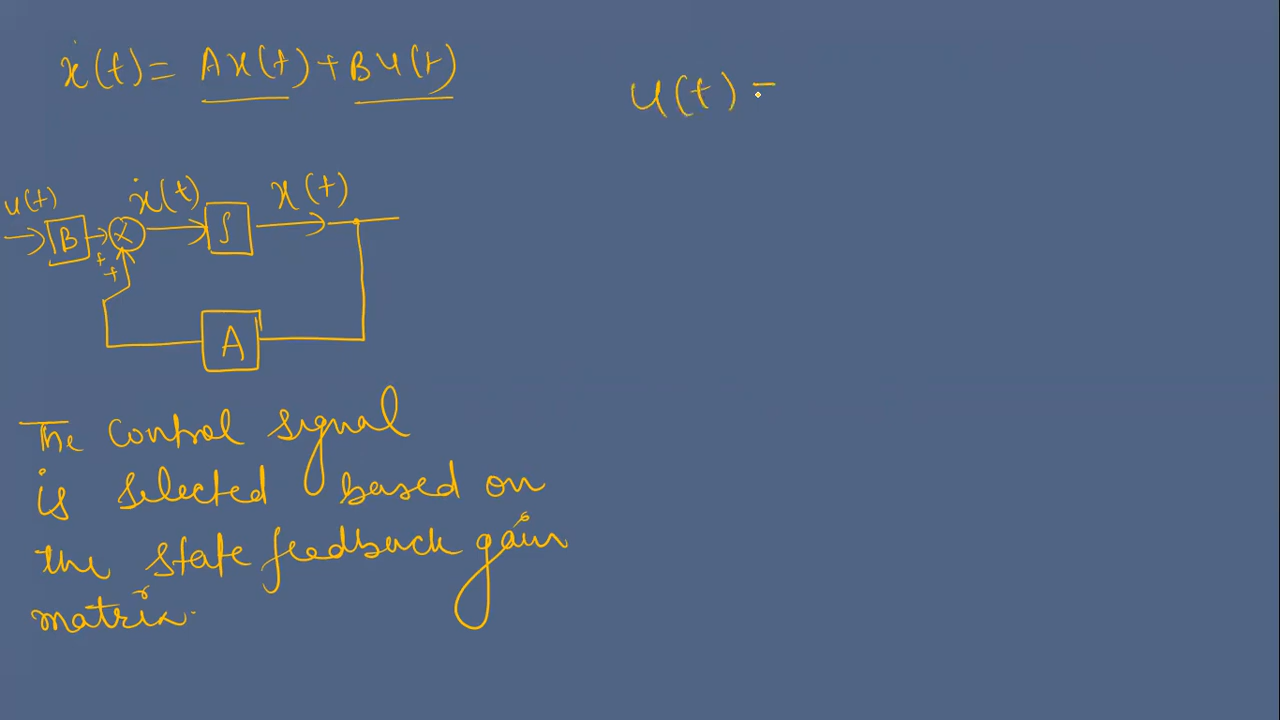 ẋ(t) = Ax(t) + Bu(t)
u(t) =
u(t)
B
+
+
ẋ(t)
∫
x(t)
A
The control signal
is selected based on
the state feedback gain
matrix.